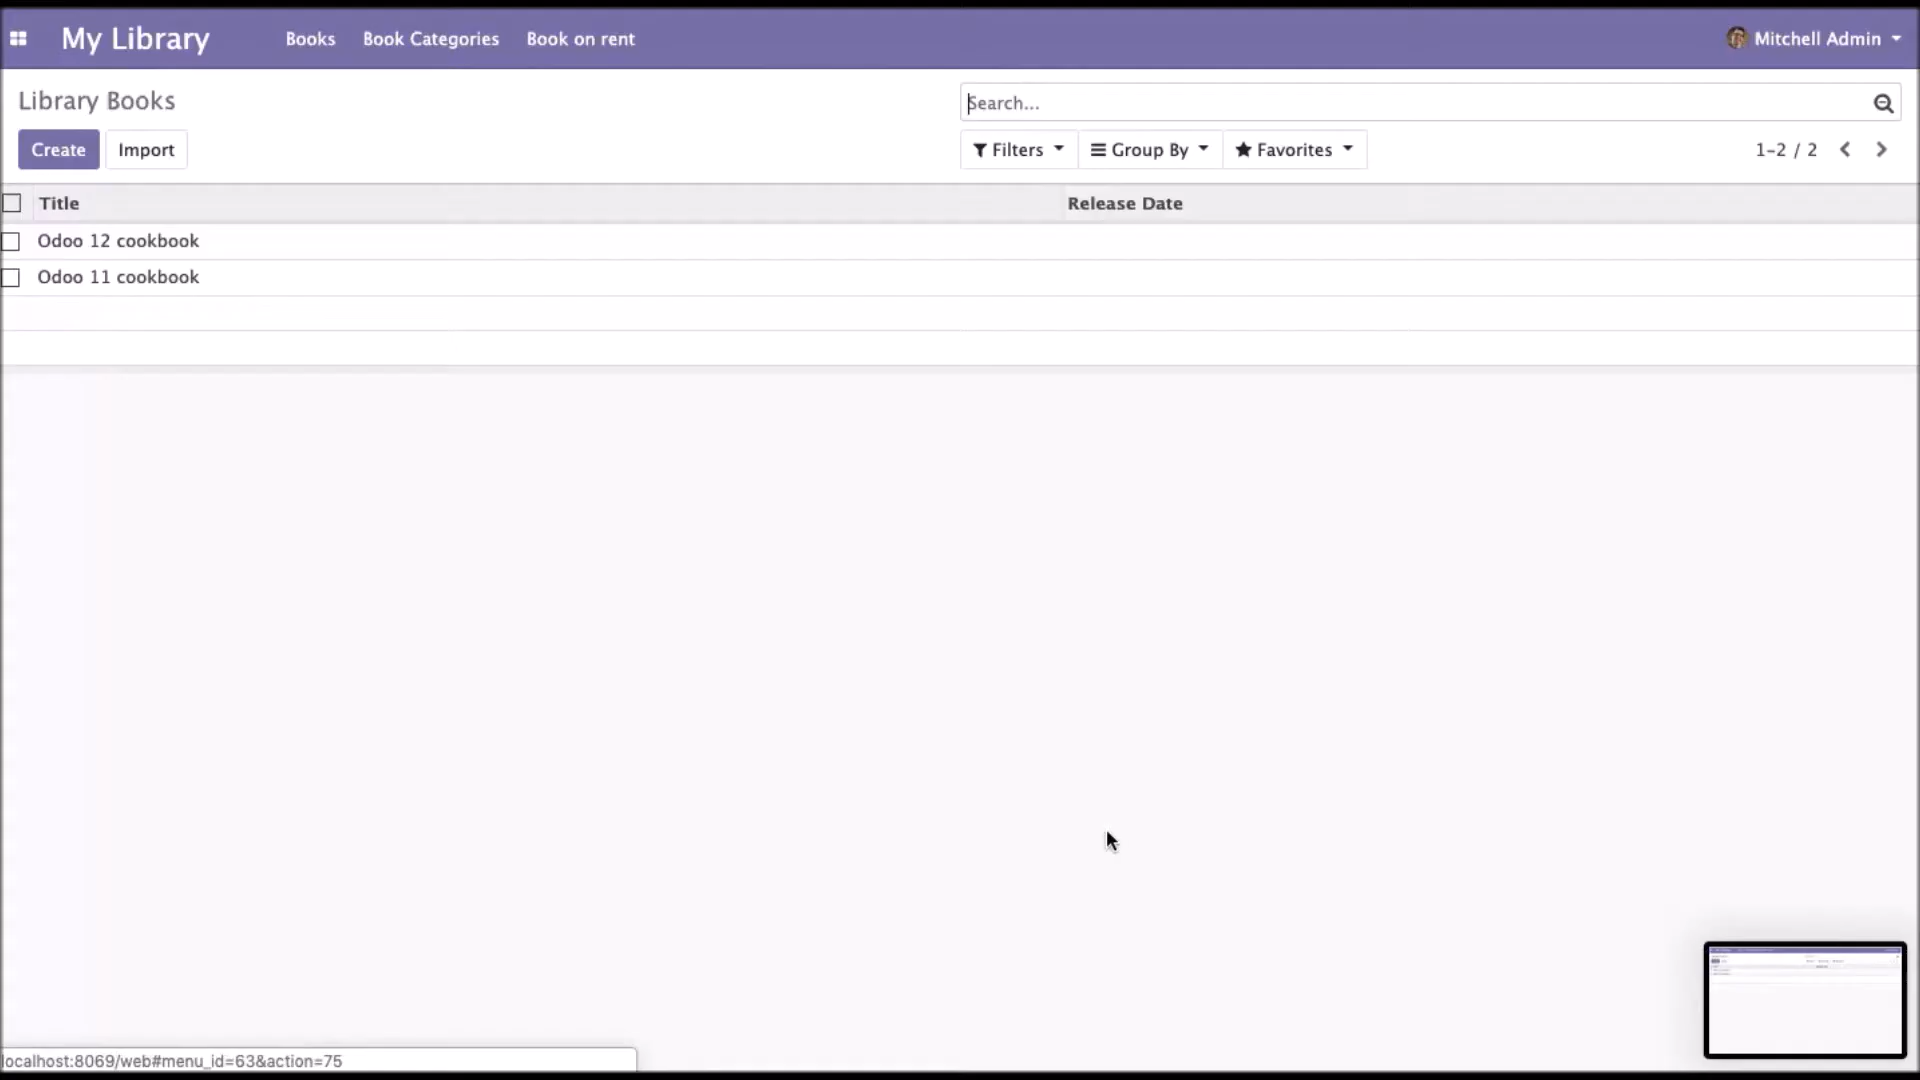 My Library Books Book Categories Book on rent Mitchell Admin
Library Books
Search...
Create Import
Filters Group By Favorites 1-2 / 2
Title Release Date
Odoo 12 cookbook
Odoo 11 cookbook
localhost:8069/web#menu_id=63&action=75